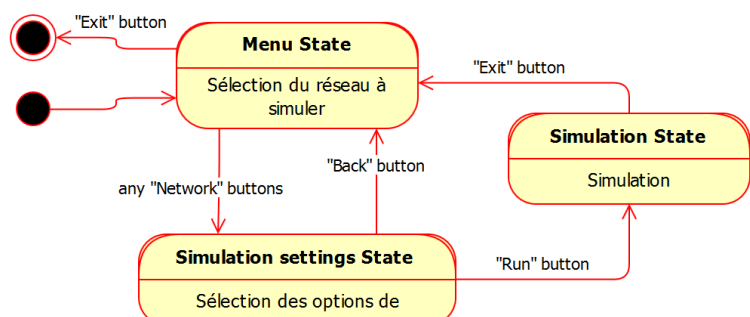 "Exit" button
Menu State
Sélection du réseau à
simuler
"Exit" button
Simulation State
Simulation
any "Network" buttons
"Back" button
Simulation settings State
Sélection des options de
"Run" button